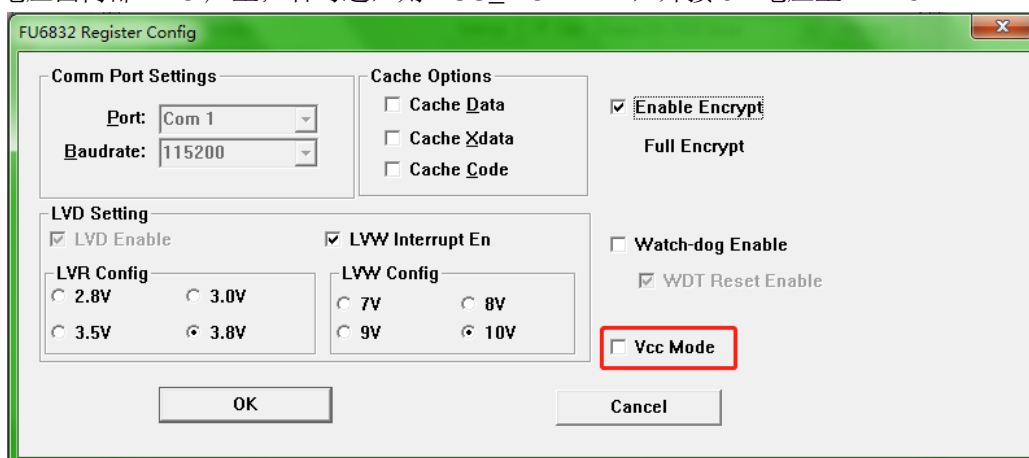 FU6832 Register Config
Comm Port Settings
Port: Com 1
Baudrate: 115200
Cache Options
Cache Data
Cache Xdata
Cache Code
Enable Encrypt
Full Encrypt
LVD Setting
LVD Enable
LVW Interrupt En
LVR Config
2.8V 3.0V
3.5V 3.8V
LVW Config
7V 8V
9V 10V
Watch-dog Enable
WDT Reset Enable
Vcc Mode
OK
Cancel